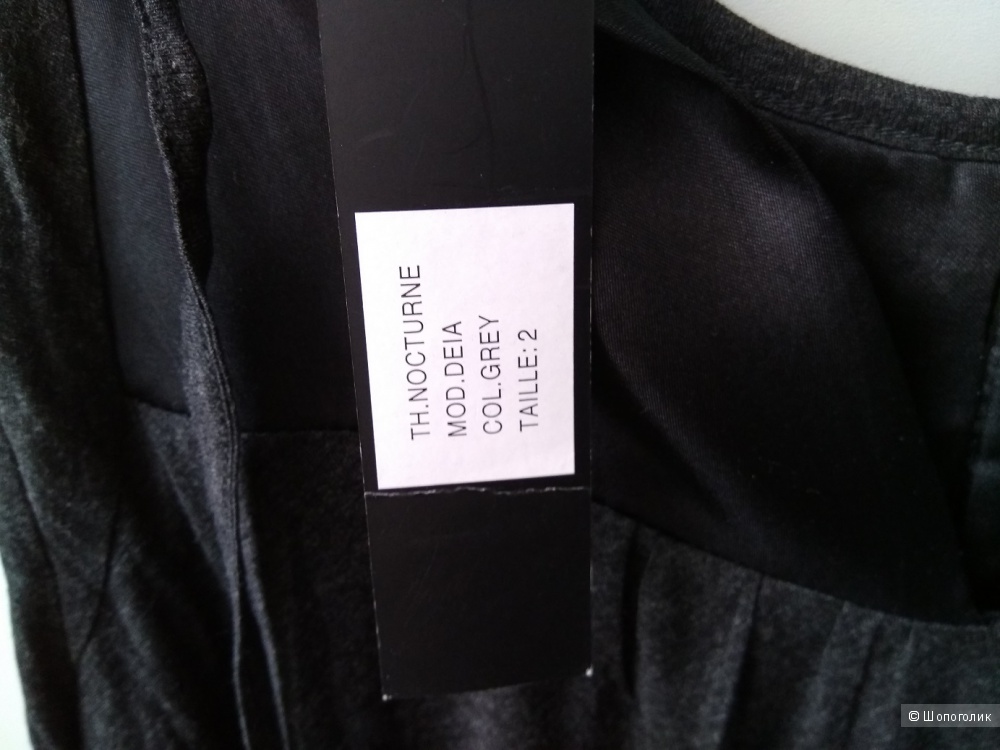 TH.NOCTURNE
MOD.DEIA
COL.GREY
TAILLE:2
© Шопоголик